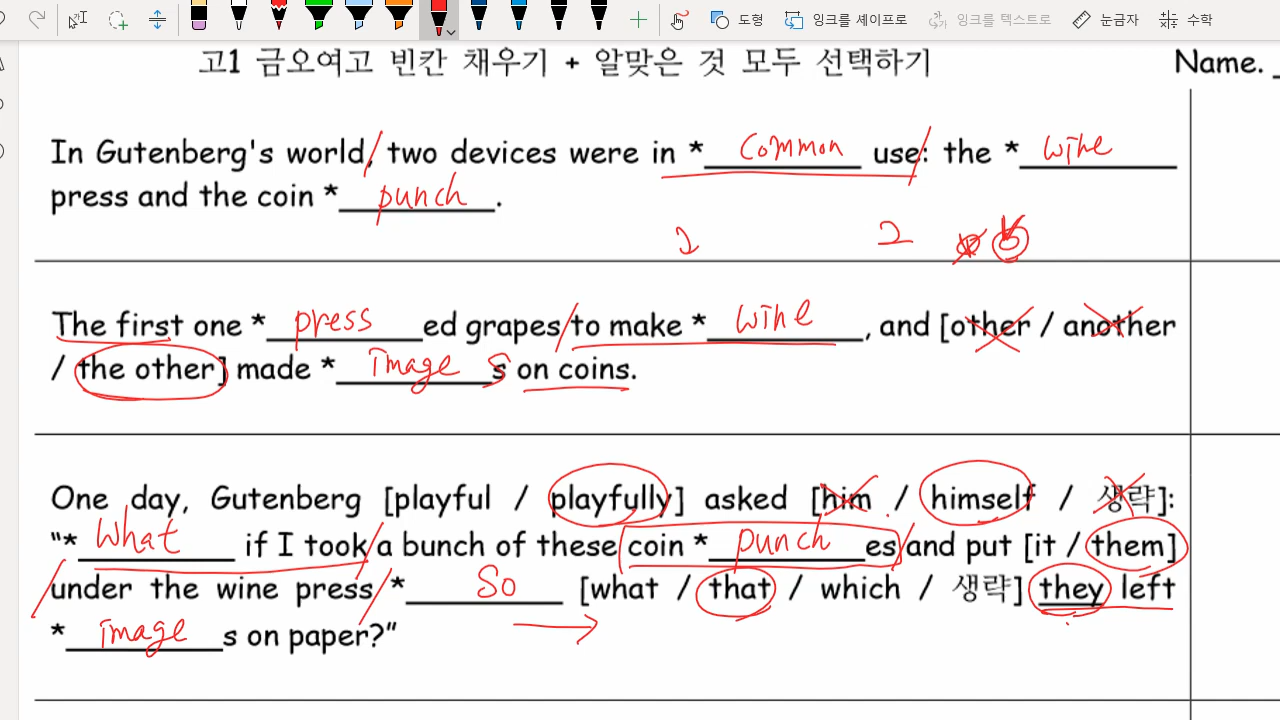 도형 잉크를 셰이프로 잉크를 텍스트로 눈금자 수학
고1 금오여고 빈칸 채우기 + 알맞은 것 모두 선택하기 Name. _
In Gutenberg's world, two devices were in * common use: the * wine
press and the coin * punch.
2 2
The first one * pressed grapes to make * wine, and [other / another
/ the other] made * images on coins.
One day, Gutenberg [playful / playfully] asked [him / himself / 생략]:
“* What if I took a bunch of these coin * punches and put [it / them]
under the wine press * so [what / that / which / 생략] they left
* images on paper?”